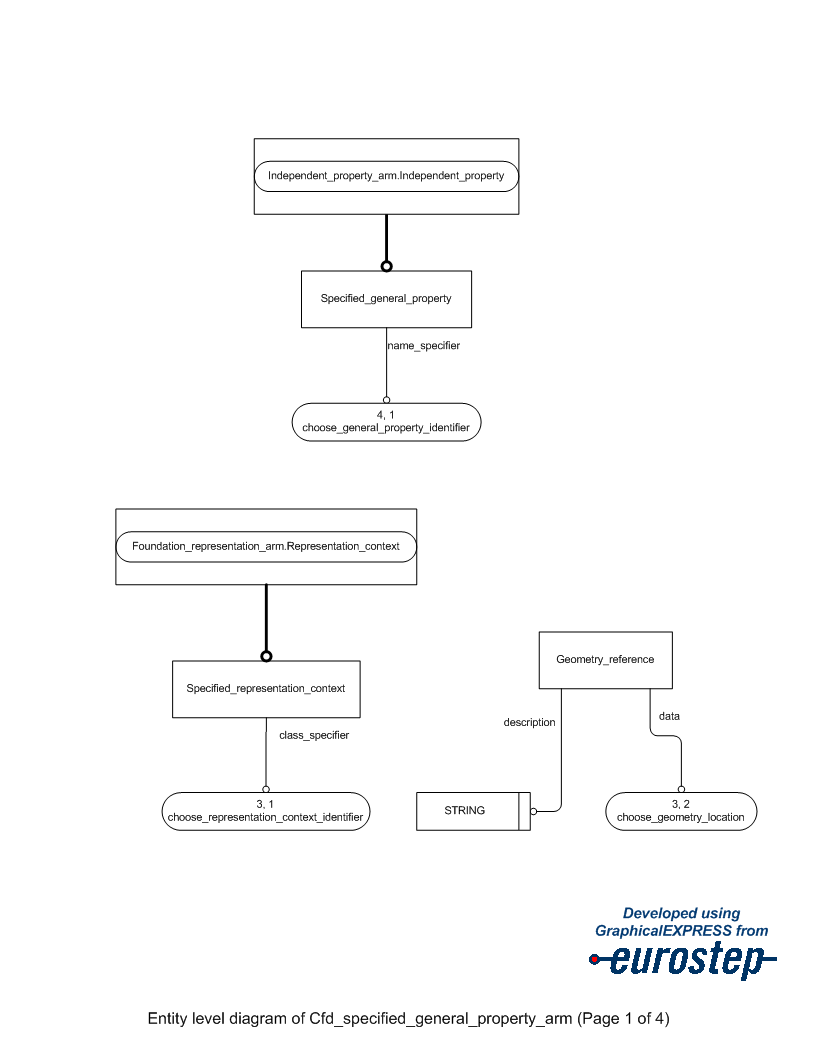 Independent_property_arm.Independent_property
Specified_general_property
name_specifier
4, 1
choose_general_property_identifier
Foundation_representation_arm.Representation_context
Specified_representation_context
class_specifier
3, 1
choose_representation_context_identifier
Geometry_reference
description
data
STRING
3, 2
choose_geometry_location
Developed using
GraphicalEXPRESS from
eurostep
Entity level diagram of Cfd_specified_general_property_arm (Page 1 of 4)